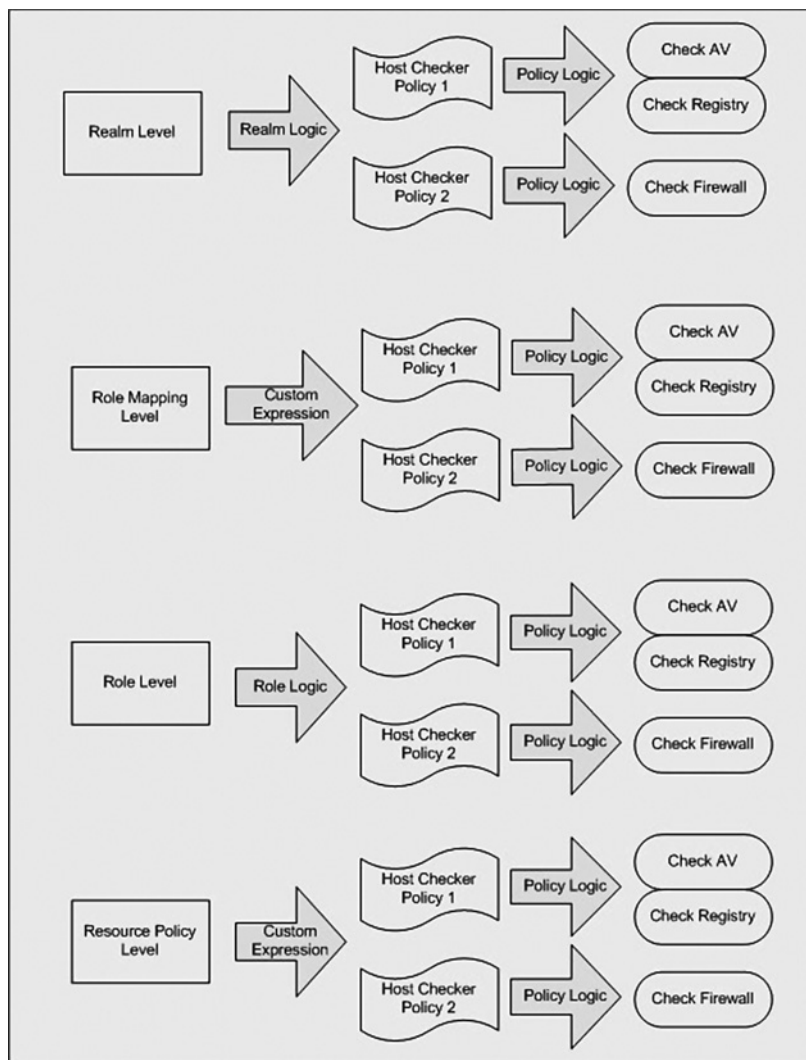 Host Checker
Policy 1
Policy Logic
Check AV
Check Registry
Realm Level
Realm Logic
Host Checker
Policy 2
Policy Logic
Check Firewall
Host Checker
Policy 1
Policy Logic
Check AV
Check Registry
Role Mapping
Level
Custom
Expression
Host Checker
Policy 2
Policy Logic
Check Firewall
Host Checker
Policy 1
Policy Logic
Check AV
Check Registry
Role Level
Role Logic
Host Checker
Policy 2
Policy Logic
Check Firewall
Host Checker
Policy 1
Policy Logic
Check AV
Check Registry
Resource Policy
Level
Custom
Expression
Host Checker
Policy 2
Policy Logic
Check Firewall